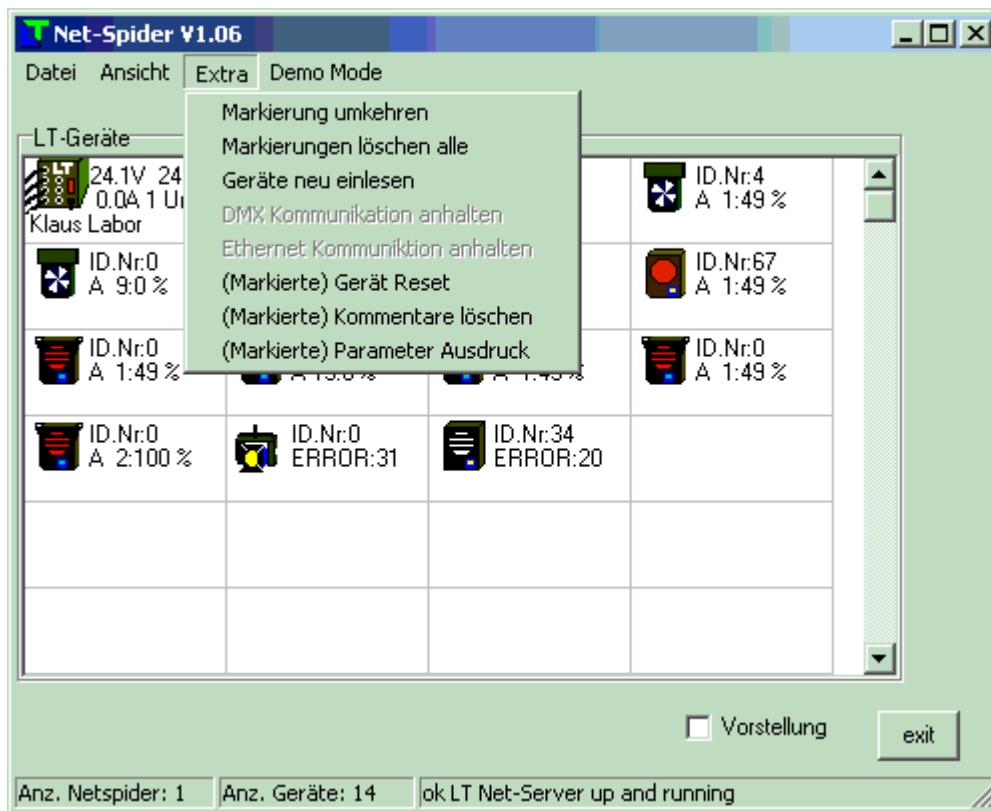 Net-Spider V1.06
Datei Ansicht Extra Demo Mode
Markierung umkehren
Markierungen löschen alle
Geräte neu einlesen
DMX Kommunikation anhalten
Ethernet Kommuniktion anhalten
(Markierte) Gerät Reset
(Markierte) Kommentare löschen
(Markierte) Parameter Ausdruck
LT-Geräte
LT
24.1V 24
0.0A 1
Klaus Labor
ID.Nr:4
A 1:49 %
ID.Nr:0
A 9:0 %
ID.Nr:67
A 1:49 %
ID.Nr:0
A 1:49 %
ID.Nr:0
A 1:49 %
ID.Nr:0
A 2:100 %
ID.Nr:0
ERROR:31
ID.Nr:34
ERROR:20
Vorstellung
exit
Anz. Netspider: 1
Anz. Geräte: 14
ok LT Net-Server up and running